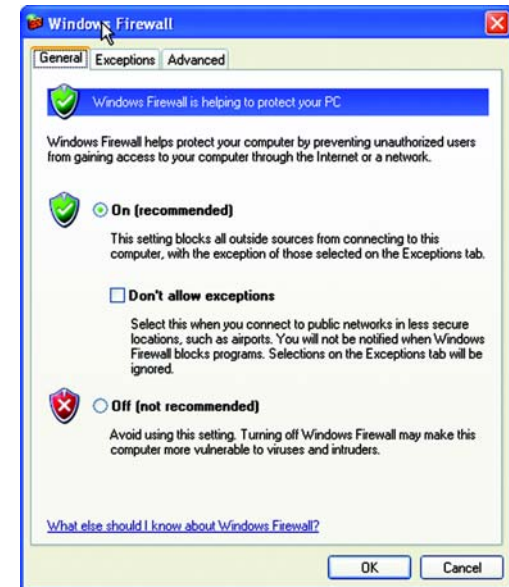 Windows Firewall
General Exceptions Advanced
Windows Firewall is helping to protect your PC
Windows Firewall helps protect your computer by preventing unauthorized users
from gaining access to your computer through the Internet or a network.
On (recommended)
This setting blocks all outside sources from connecting to this
computer, with the exception of those selected on the Exceptions tab.
Don't allow exceptions
Select this when you connect to public networks in less secure
locations, such as airports. You will not be notified when Windows
Firewall blocks programs. Selections on the Exceptions tab will be
ignored.
Off (not recommended)
Avoid using this setting. Turning off Windows Firewall may make this
computer more vulnerable to viruses and intruders.
What else should I know about Windows Firewall?
OK Cancel